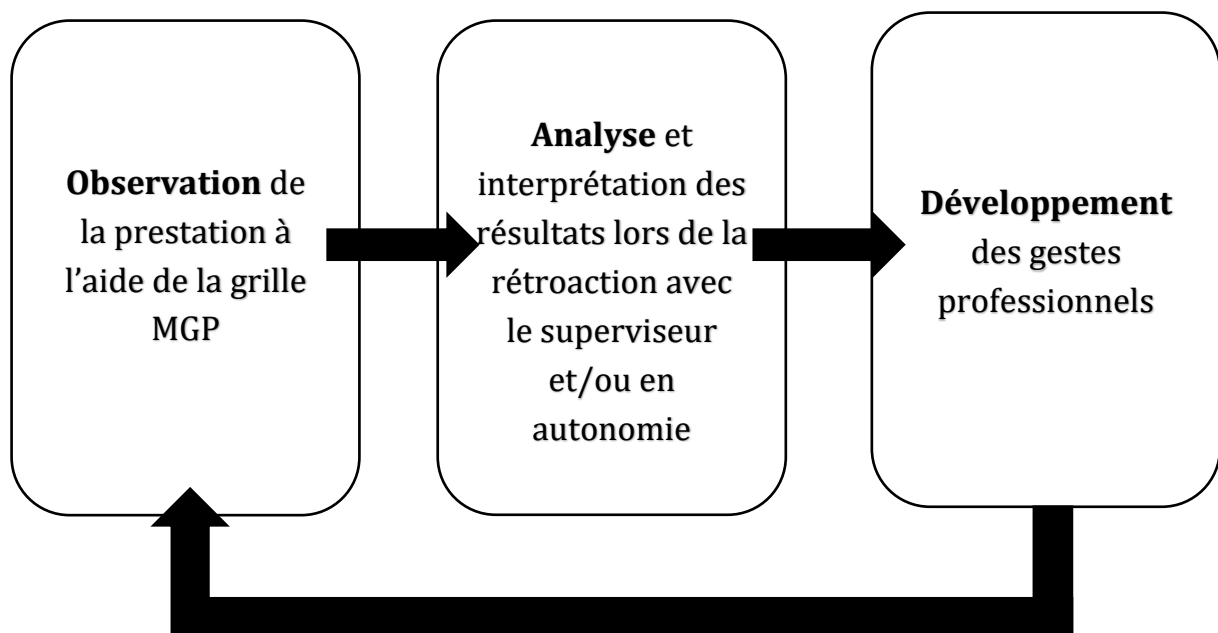 Observation de
la prestation à
l’aide de la grille
MGP
Analyse et
interprétation des
résultats lors de la
rétroaction avec
le superviseur
et/ou en
autonomie
Développement
des gestes
professionnels